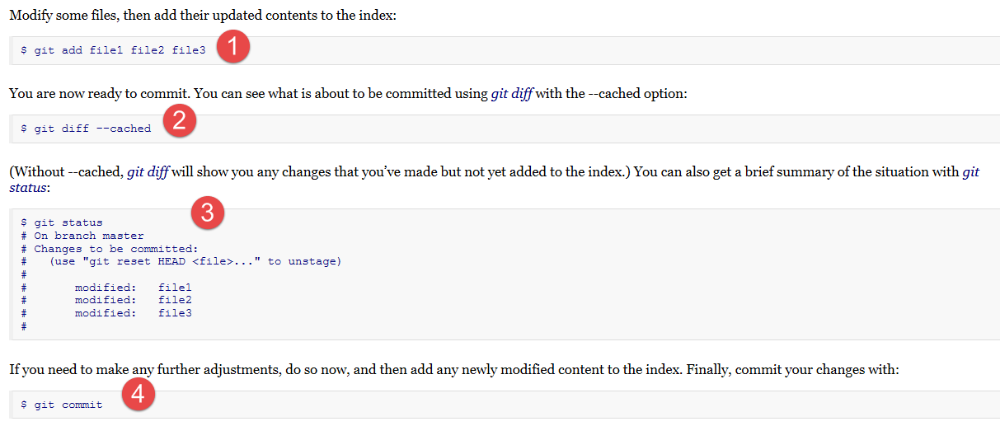 Modify some files, then add their updated contents to the index:
$ git add file1 file2 file3
1
You are now ready to commit. You can see what is about to be committed using git diff with the --cached option:
2
$ git diff --cached
(Without --cached, git diff will show you any changes that you’ve made but not yet added to the index.) You can also get a brief summary of the situation with git
status:
3
$ git status
# On branch master
# Changes to be committed:
#   (use "git reset HEAD <file>..." to unstage)
#
#       modified:   file1
#       modified:   file2
#       modified:   file3
#
If you need to make any further adjustments, do so now, and then add any newly modified content to the index. Finally, commit your changes with:
4
$ git commit